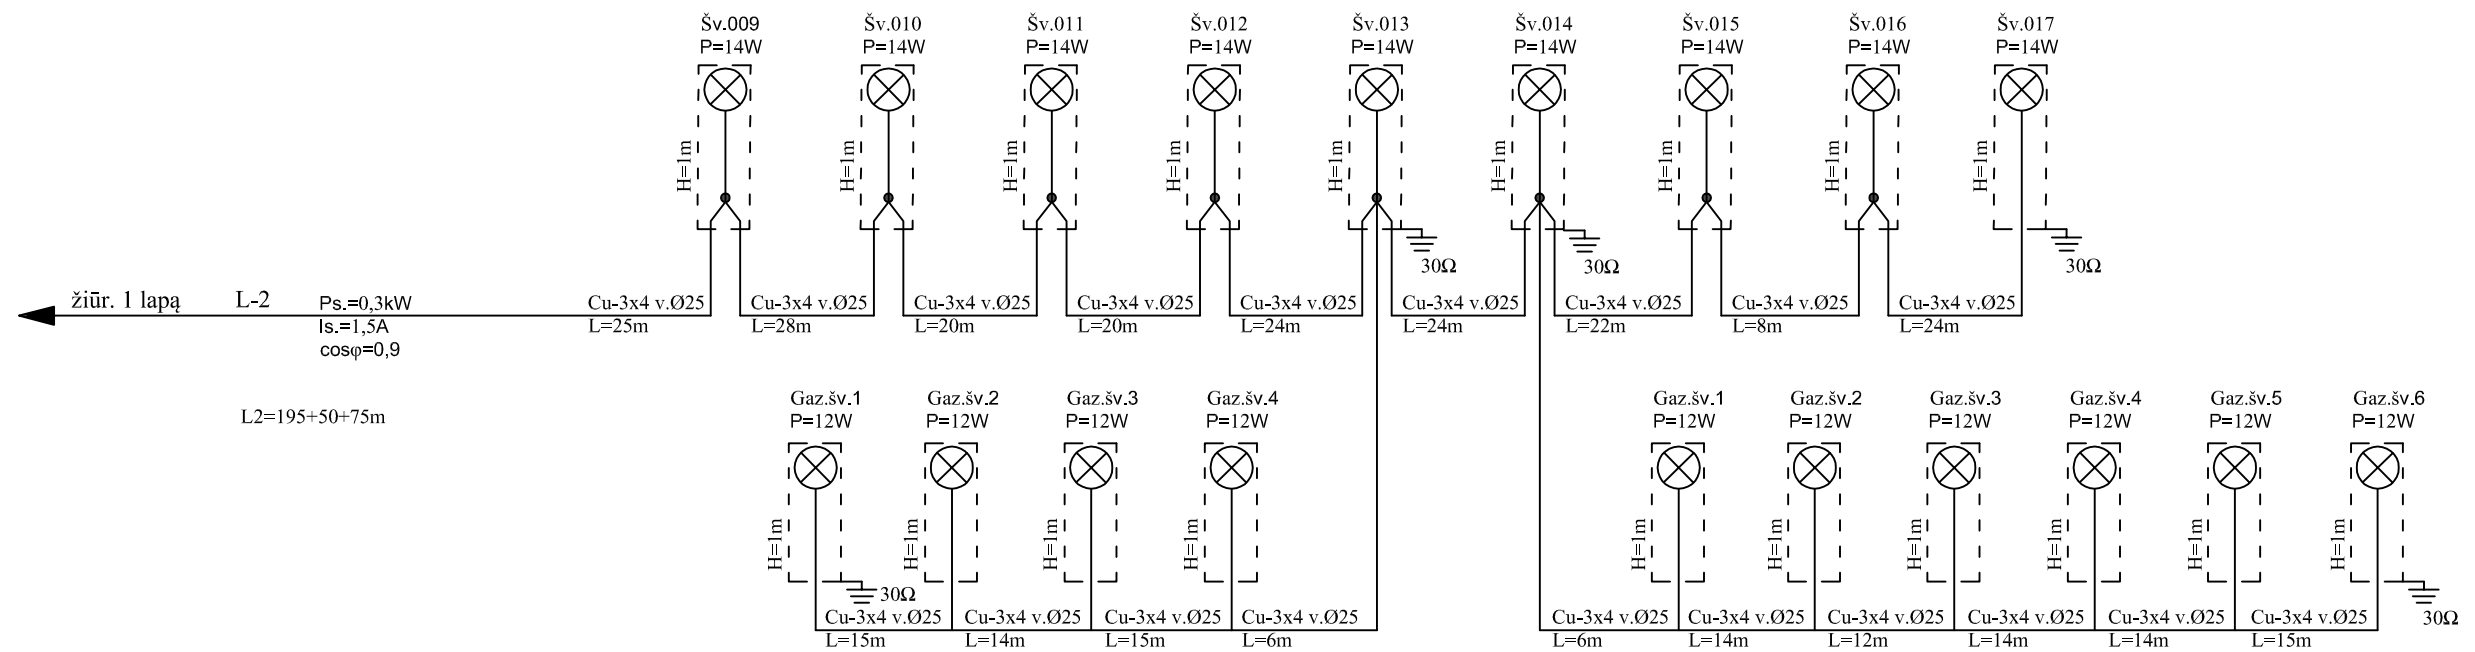 Šv.009
P=14W
Šv.010
P=14W
Šv.011
P=14W
Šv.012
P=14W
Šv.013
P=14W
Šv.014
P=14W
Šv.015
P=14W
Šv.016
P=14W
Šv.017
P=14W
H=1m
H=1m
H=1m
H=1m
H=1m
H=1m
H=1m
H=1m
H=1m
30Ω
30Ω
30Ω
žiūr. 1 lapą
L-2
Ps.=0,3kW
Is.=1,5A
cosφ=0,9
Cu-3x4 v.Ø25
L=25m
Cu-3x4 v.Ø25
L=28m
Cu-3x4 v.Ø25
L=20m
Cu-3x4 v.Ø25
L=20m
Cu-3x4 v.Ø25
L=24m
Cu-3x4 v.Ø25
L=24m
Cu-3x4 v.Ø25
L=22m
Cu-3x4 v.Ø25
L=8m
Cu-3x4 v.Ø25
L=24m
L2=195+50+75m
Gaz.šv.1
P=12W
Gaz.šv.2
P=12W
Gaz.šv.3
P=12W
Gaz.šv.4
P=12W
Gaz.šv.1
P=12W
Gaz.šv.2
P=12W
Gaz.šv.3
P=12W
Gaz.šv.4
P=12W
Gaz.šv.5
P=12W
Gaz.šv.6
P=12W
H=1m
H=1m
H=1m
H=1m
H=1m
H=1m
H=1m
H=1m
H=1m
H=1m
30Ω
30Ω
Cu-3x4 v.Ø25
L=15m
Cu-3x4 v.Ø25
L=14m
Cu-3x4 v.Ø25
L=15m
Cu-3x4 v.Ø25
L=6m
Cu-3x4 v.Ø25
L=6m
Cu-3x4 v.Ø25
L=14m
Cu-3x4 v.Ø25
L=12m
Cu-3x4 v.Ø25
L=14m
Cu-3x4 v.Ø25
L=14m
Cu-3x4 v.Ø25
L=15m